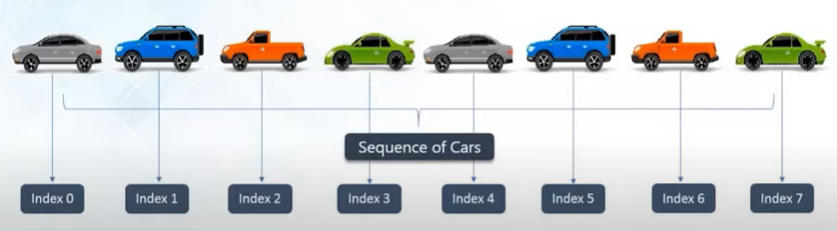 Sequence of Cars
Index 0
Index 1
Index 2
Index 3
Index 4
Index 5
Index 6
Index 7